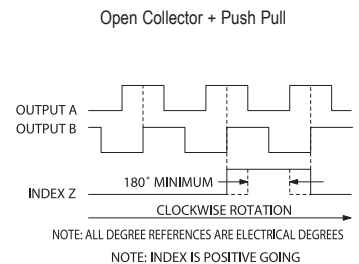 Open Collector + Push Pull
OUTPUT A
OUTPUT B
180° MINIMUM
INDEX Z
CLOCKWISE ROTATION
NOTE: ALL DEGREE REFERENCES ARE ELECTRICAL DEGREES
NOTE: INDEX IS POSITIVE GOING